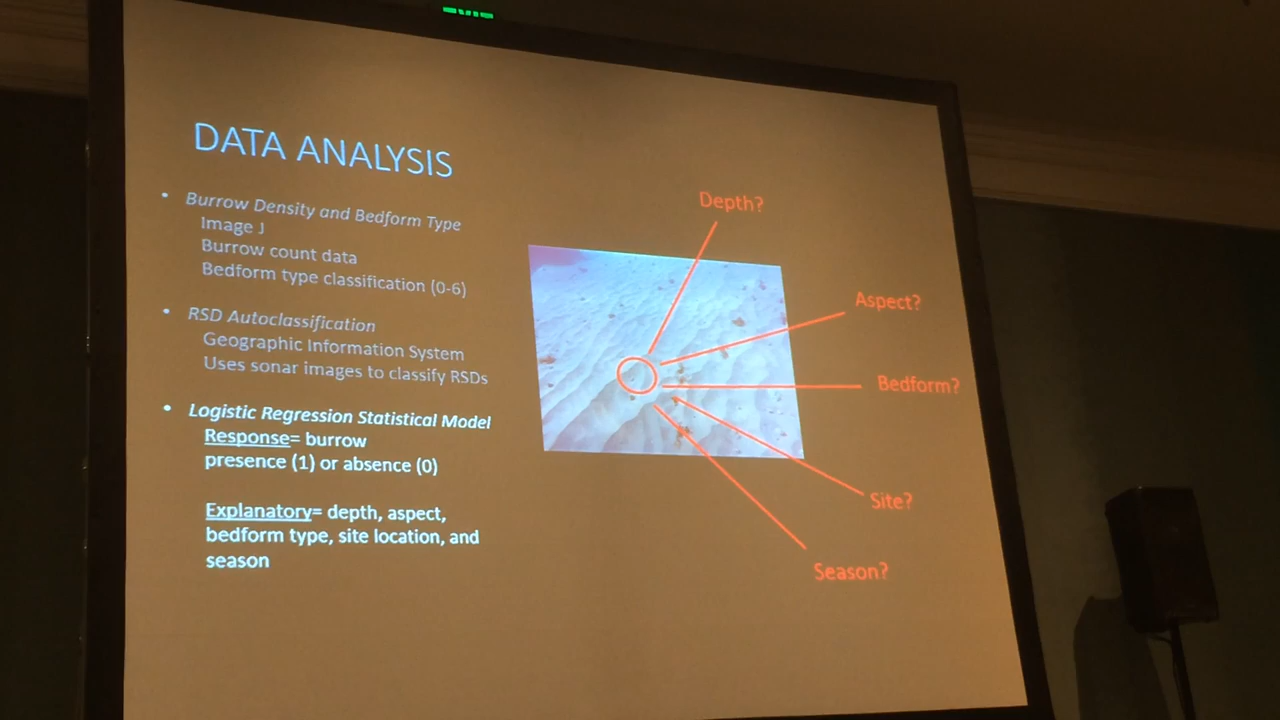 DATA ANALYSIS
• Burrow Density and Bedform Type
Image J
Burrow count data
Bedform type classification (0-6)
• RSD Autoclassification
Geographic Information System
Uses sonar images to classify RSDs
• Logistic Regression Statistical Model
Response= burrow
presence (1) or absence (0)
Explanatory= depth, aspect,
bedform type, site location, and
season
Depth?
Aspect?
Bedform?
Site?
Season?